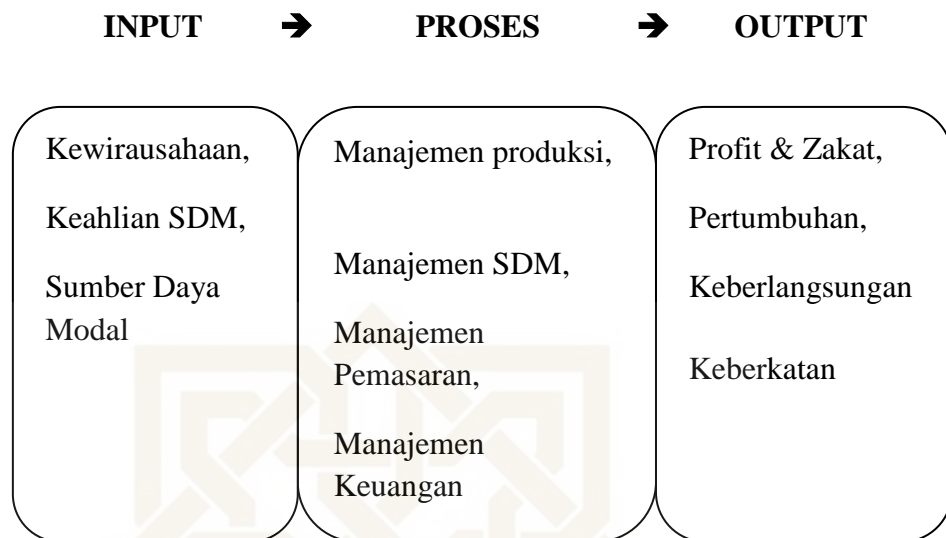 INPUT ➔ PROSES ➔ OUTPUT
Kewirausahaan,
Keahlian SDM,
Sumber Daya
Modal
Manajemen produksi,
Manajemen SDM,
Manajemen
Pemasaran,
Manajemen
Keuangan
Profit & Zakat,
Pertumbuhan,
Keberlangsungan
Keberkatan